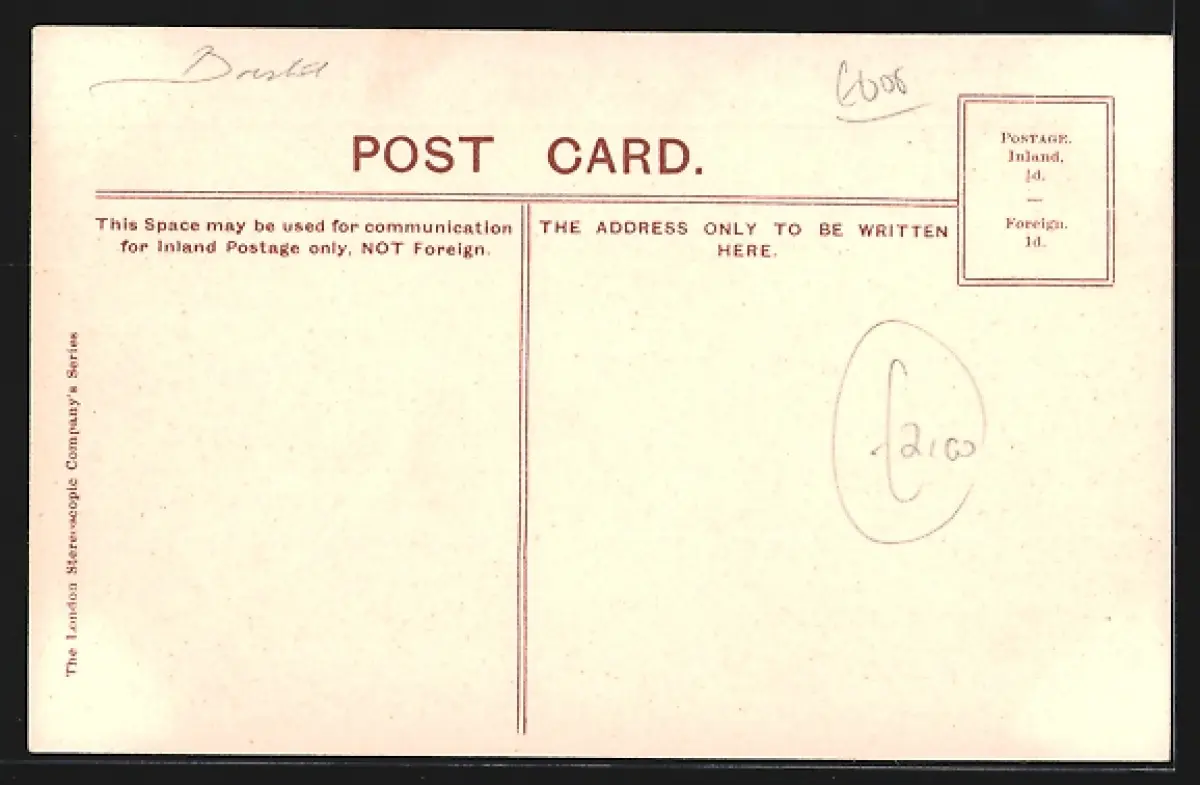 POST CARD.
POSTAGE.
Inland,
½d.
—
Foreign.
1d.
This Space may be used for communication
for Inland Postage only, NOT Foreign.
THE ADDRESS ONLY TO BE WRITTEN
HERE.
The London Stereoscopic Company's Series